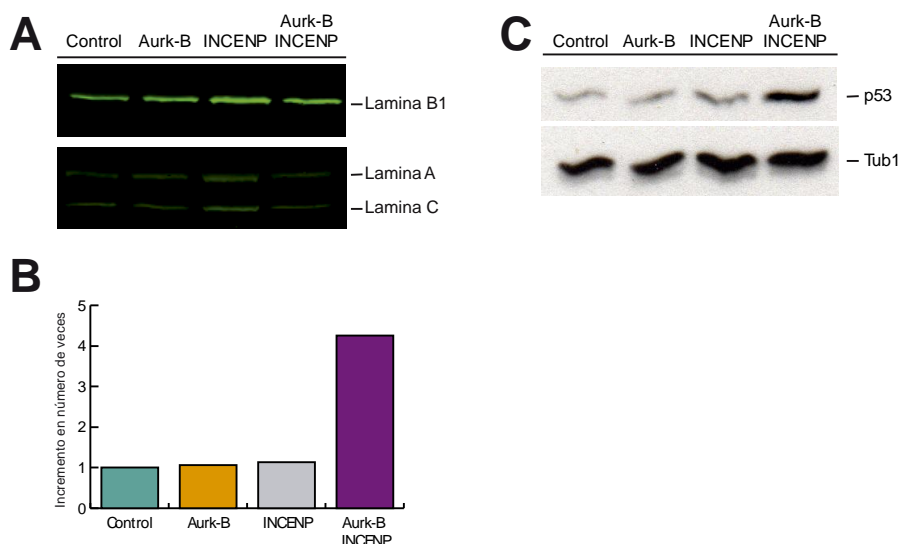 A
Control Aurk-B INCENP Aurk-B INCENP
Lamina B1
Lamina A
Lamina C
B
Incremento en número de veces
5
4
3
2
1
0
Control Aurk-B INCENP Aurk-B INCENP
C
Control Aurk-B INCENP Aurk-B INCENP
p53
Tub1